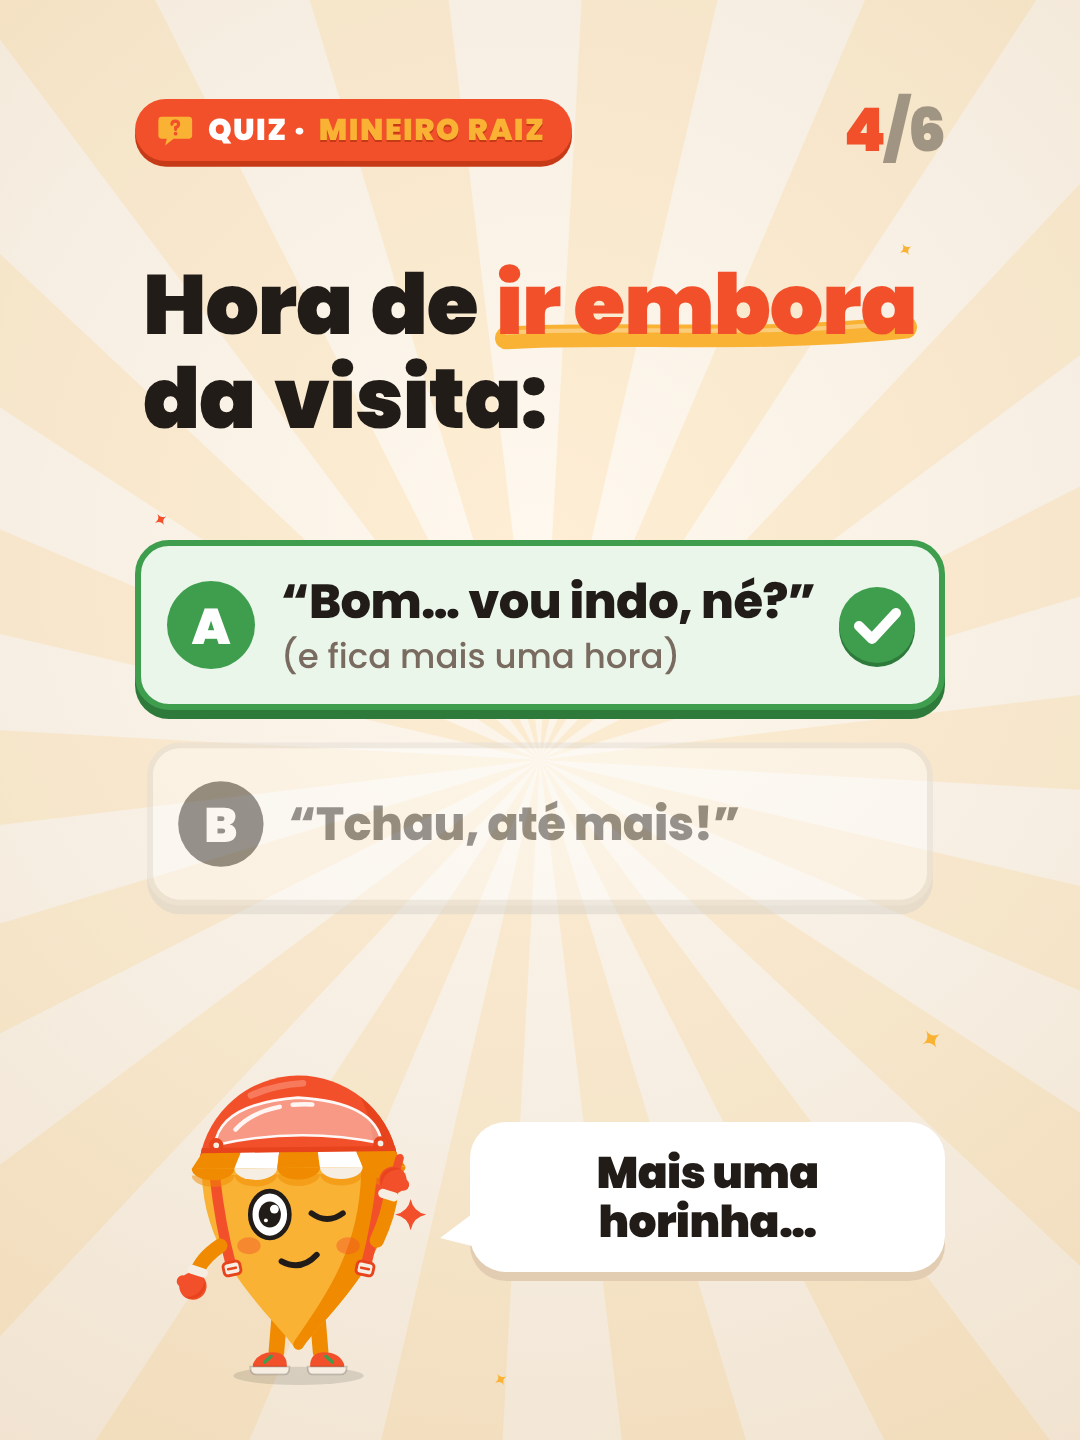 QUIZ · MINEIRO RAIZ
4/6
Hora de ir embora
da visita:
A
“Bom... vou indo, né?”
(e fica mais uma hora)
B
“Tchau, até mais!”
Mais uma
horinha...